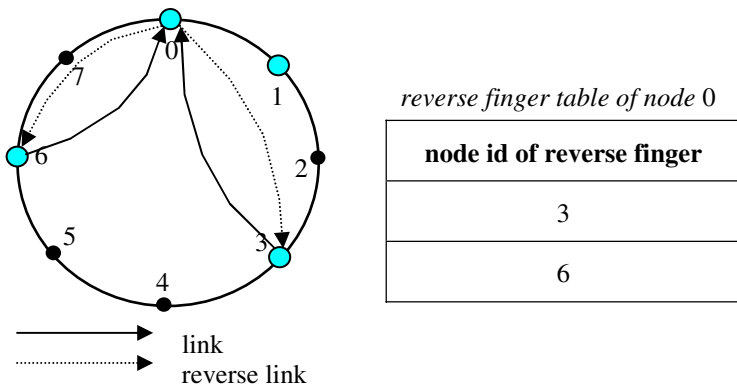 0
7
1
6
2
5
3
4
link
reverse link
reverse finger table of node 0
node id of reverse finger
3
6